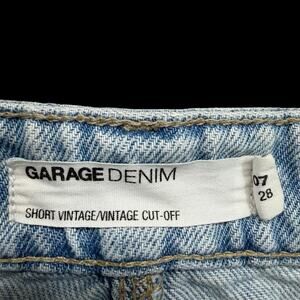 GARAGE DENIM
SHORT VINTAGE/VINTAGE CUT-OFF
07
28